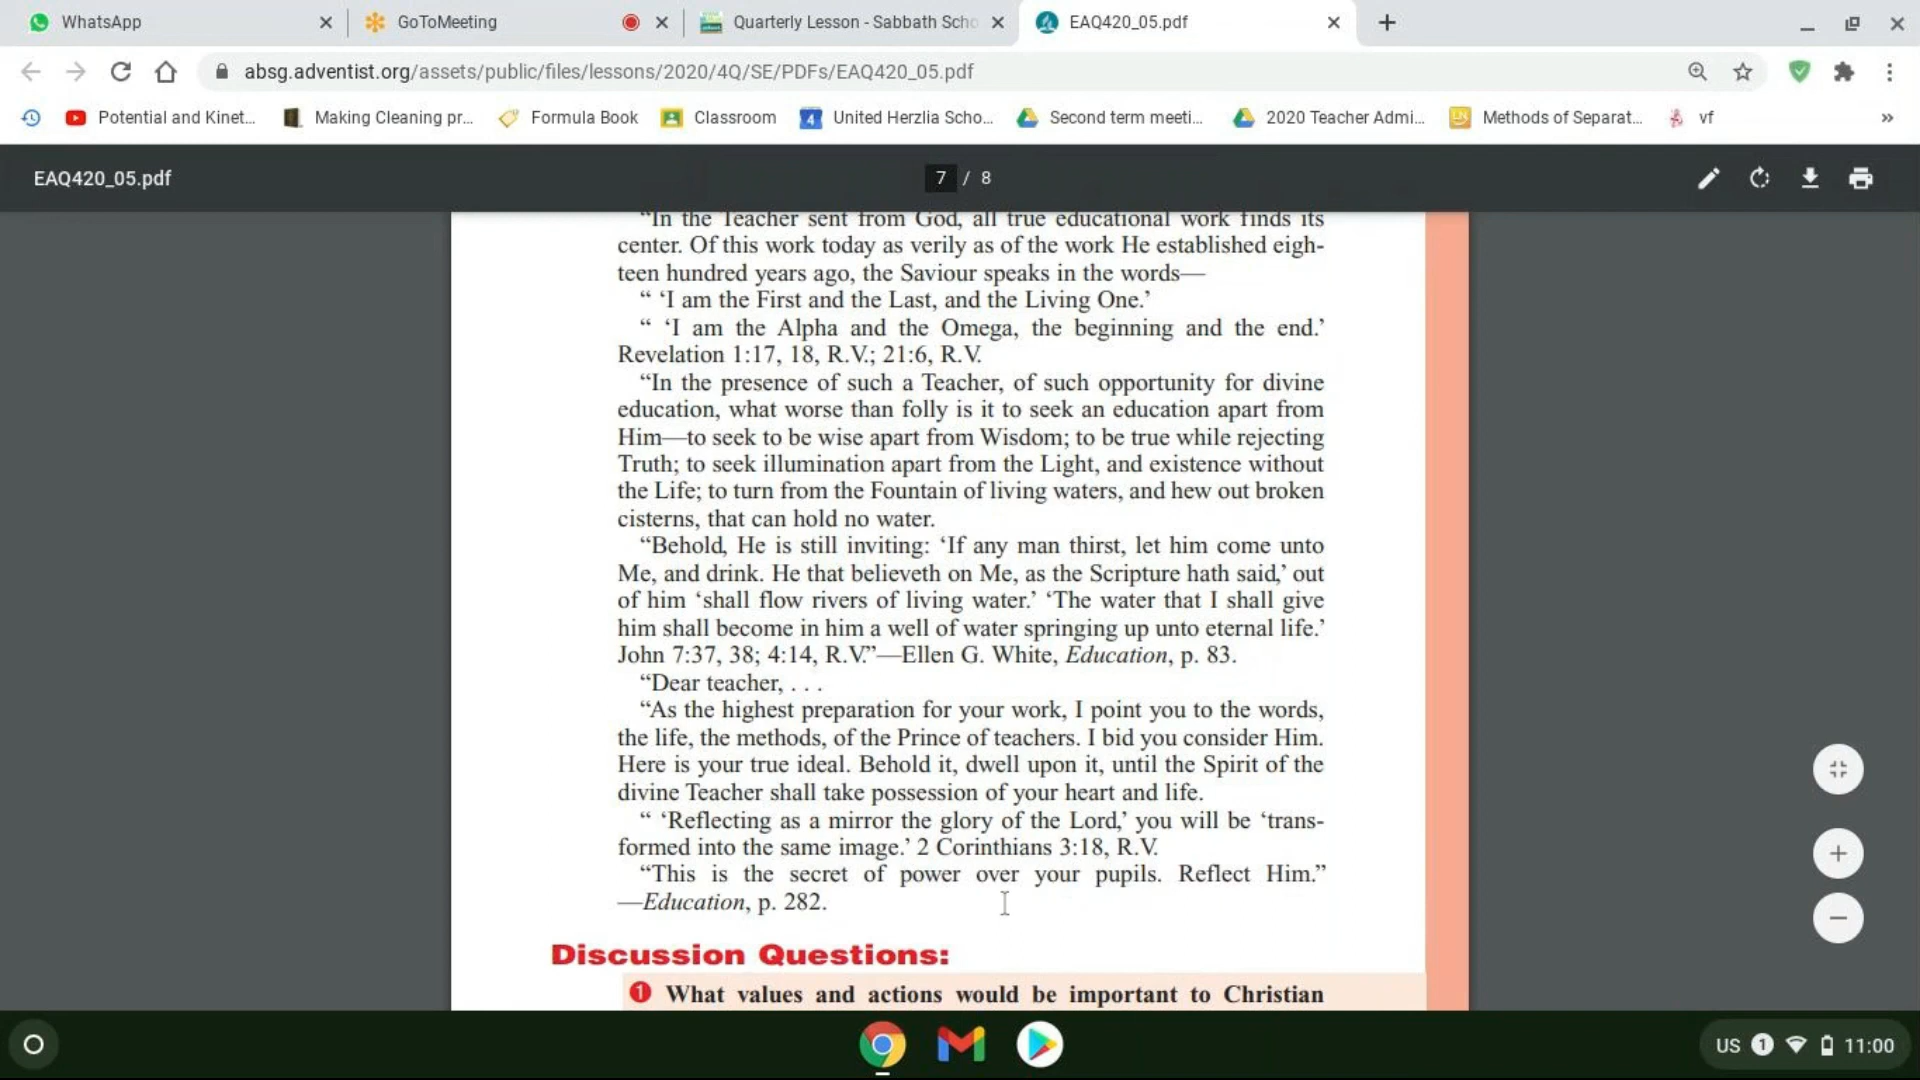 WhatsApp
GoToMeeting
Quarterly Lesson - Sabbath Scho
EAQ420_05.pdf
absg.adventist.org/assets/public/files/lessons/2020/4Q/SE/PDFs/EAQ420_05.pdf
Potential and Kinet...
Making Cleaning pr...
Formula Book
Classroom
4
United Herzlia Scho...
Second term meeti...
2020 Teacher Admi...
Methods of Separat...
vf
»
EAQ420_05.pdf
7 / 8
“In the Teacher sent from God, all true educational work finds its
center. Of this work today as verily as of the work He established eigh-
teen hundred years ago, the Saviour speaks in the words—
“ ‘I am the First and the Last, and the Living One.’
“ ‘I am the Alpha and the Omega, the beginning and the end.’
Revelation 1:17, 18, R.V.; 21:6, R.V.
“In the presence of such a Teacher, of such opportunity for divine
education, what worse than folly is it to seek an education apart from
Him—to seek to be wise apart from Wisdom; to be true while rejecting
Truth; to seek illumination apart from the Light, and existence without
the Life; to turn from the Fountain of living waters, and hew out broken
cisterns, that can hold no water.
“Behold, He is still inviting: ‘If any man thirst, let him come unto
Me, and drink. He that believeth on Me, as the Scripture hath said,’ out
of him ‘shall flow rivers of living water.’ ‘The water that I shall give
him shall become in him a well of water springing up unto eternal life.’
John 7:37, 38; 4:14, R.V.”—Ellen G. White, Education, p. 83.
“Dear teacher, . . .
“As the highest preparation for your work, I point you to the words,
the life, the methods, of the Prince of teachers. I bid you consider Him.
Here is your true ideal. Behold it, dwell upon it, until the Spirit of the
divine Teacher shall take possession of your heart and life.
“ ‘Reflecting as a mirror the glory of the Lord,’ you will be ‘trans-
formed into the same image.’ 2 Corinthians 3:18, R.V.
“This is the secret of power over your pupils. Reflect Him.”
—Education, p. 282.
Discussion Questions:
1 What values and actions would be important to Christian
US 1 11:00